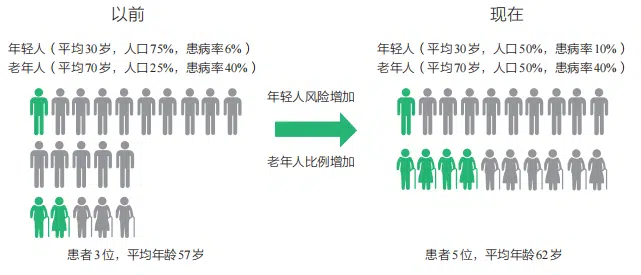 以前
现在
年轻人（平均30岁，人口75%，患病率6%）
老年人（平均70岁，人口25%，患病率40%）
年轻人（平均30岁，人口50%，患病率10%）
老年人（平均70岁，人口50%，患病率40%）
年轻人风险增加
老年人比例增加
患者3位，平均年龄57岁
患者5位，平均年龄62岁